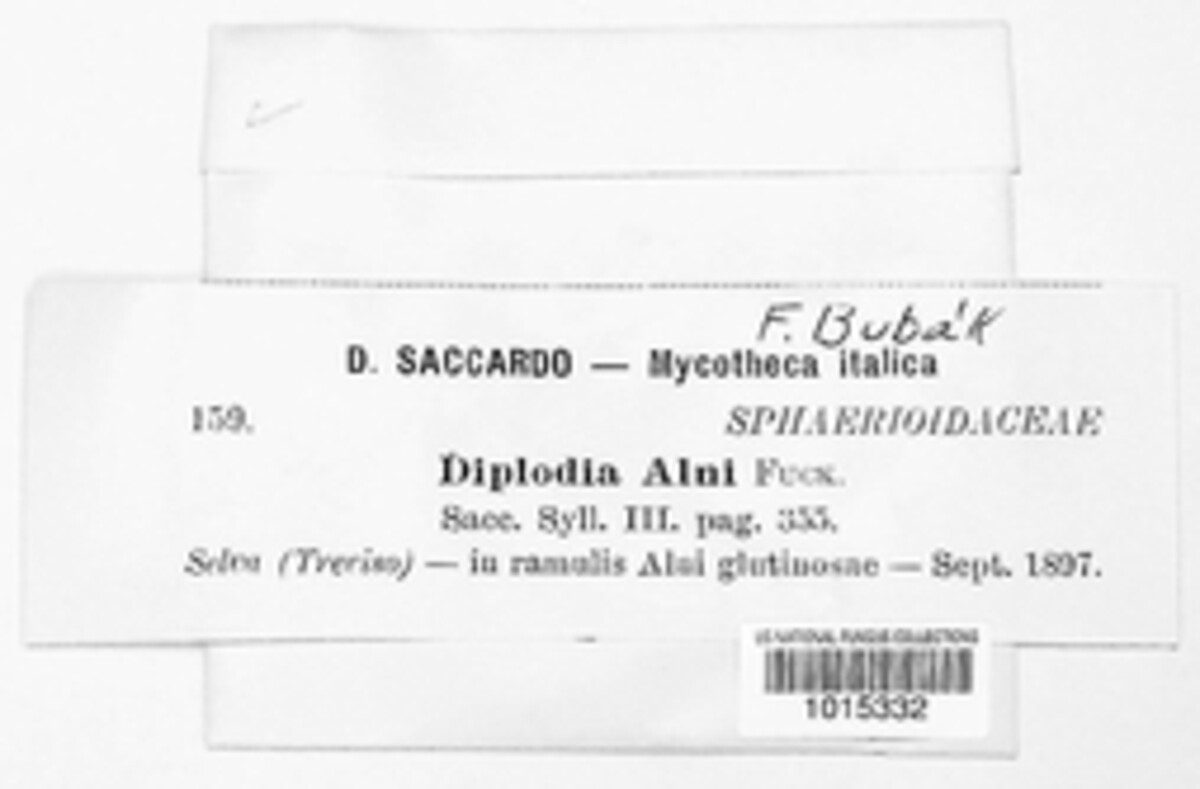 F. Bubák
D. SACCARDO — Mycotheca italica
159. SPHAERIOIDACEAE
Diplodia Alni Fuck.
Sacc. Syll. III. pag. 355.
Selva (Treviso) — in ramulis Alni glutinosae — Sept. 1897.
US NATIONAL FUNGUS COLLECTIONS
1015332